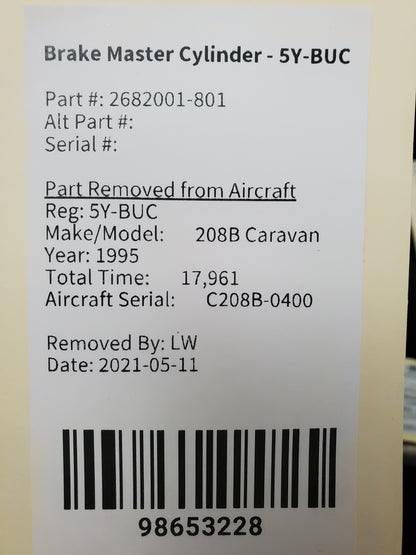 Brake Master Cylinder - 5Y-BUC
Part #: 2682001-801
Alt Part #:
Serial #:
Part Removed from Aircraft
Reg: 5Y-BUC
Make/Model: 208B Caravan
Year: 1995
Total Time: 17,961
Aircraft Serial: C208B-0400
Removed By: LW
Date: 2021-05-11
98653228